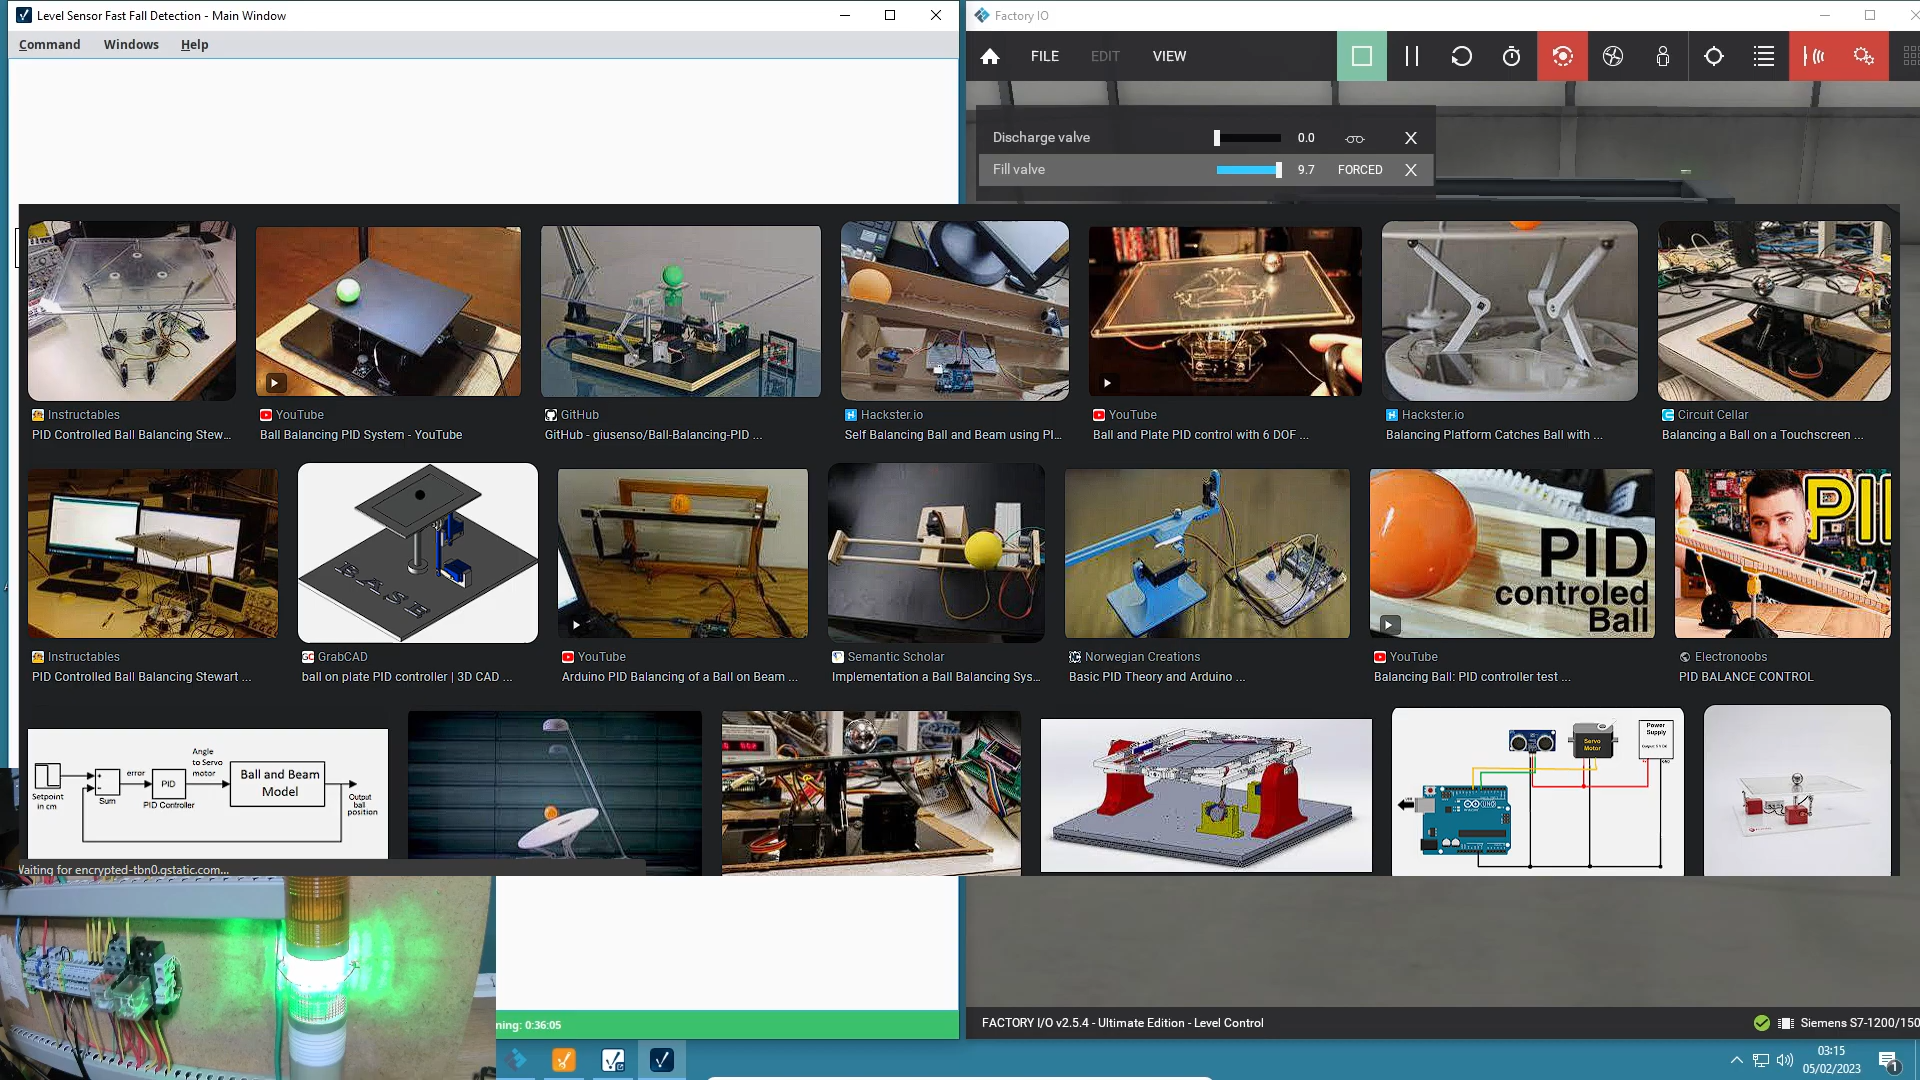 Level Sensor Fast Fall Detection - Main Window
Command Windows Help
Factory IO
FILE EDIT VIEW
Discharge valve 0.0 X
Fill valve 9.7 FORCED X
Instructables
PID Controlled Ball Balancing Stew...
YouTube
Ball Balancing PID System - YouTube
GitHub
GitHub - giusenso/Ball-Balancing-PID ...
Hackster.io
Self Balancing Ball and Beam using PI...
YouTube
Ball and Plate PID control with 6 DOF ...
Hackster.io
Balancing Platform Catches Ball with ...
Circuit Cellar
Balancing a Ball on a Touchscreen ...
BASE
PID
controled
Ball
PI
Instructables
PID Controlled Ball Balancing Stewart ...
GrabCAD
ball on plate PID controller | 3D CAD ...
YouTube
Arduino PID Balancing of a Ball on Beam ...
Semantic Scholar
Implementation a Ball Balancing Sys...
Norwegian Creations
Basic PID Theory and Arduino ...
YouTube
Balancing Ball: PID controller test ...
Electronoobs
PID BALANCE CONTROL
Setpoint
in cm
Sum
error
PID
PID Controller
Angle
to Servo
motor
Ball and Beam
Model
Output
ball
position
Servo
Motor
Power
Supply
Waiting for encrypted-tbn0.gstatic.com...
ning: 0:36:05
FACTORY I/O v2.5.4 - Ultimate Edition - Level Control
Siemens S7-1200/150
03:15
05/02/2023
1